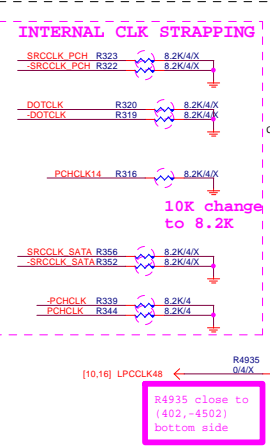 INTERNAL CLK STRAPPING
SRCCLK_PCH R323 8.2K/4/X
-SRCCLK_PCH R322 8.2K/4/X
DOTCLK R320 8.2K/4/X
-DOTCLK R319 8.2K/4/X
PCHCLK14 R316 8.2K/4/X
10K change
to 8.2K
SRCCLK_SATA R356 8.2K/4/X
-SRCCLK_SATA R352 8.2K/4/X
-PCHCLK R339 8.2K/4
PCHCLK R344 8.2K/4
R4935
[10,16] LPCCLK48 0/4/X
R4935 close to
(402,-4502)
bottom side